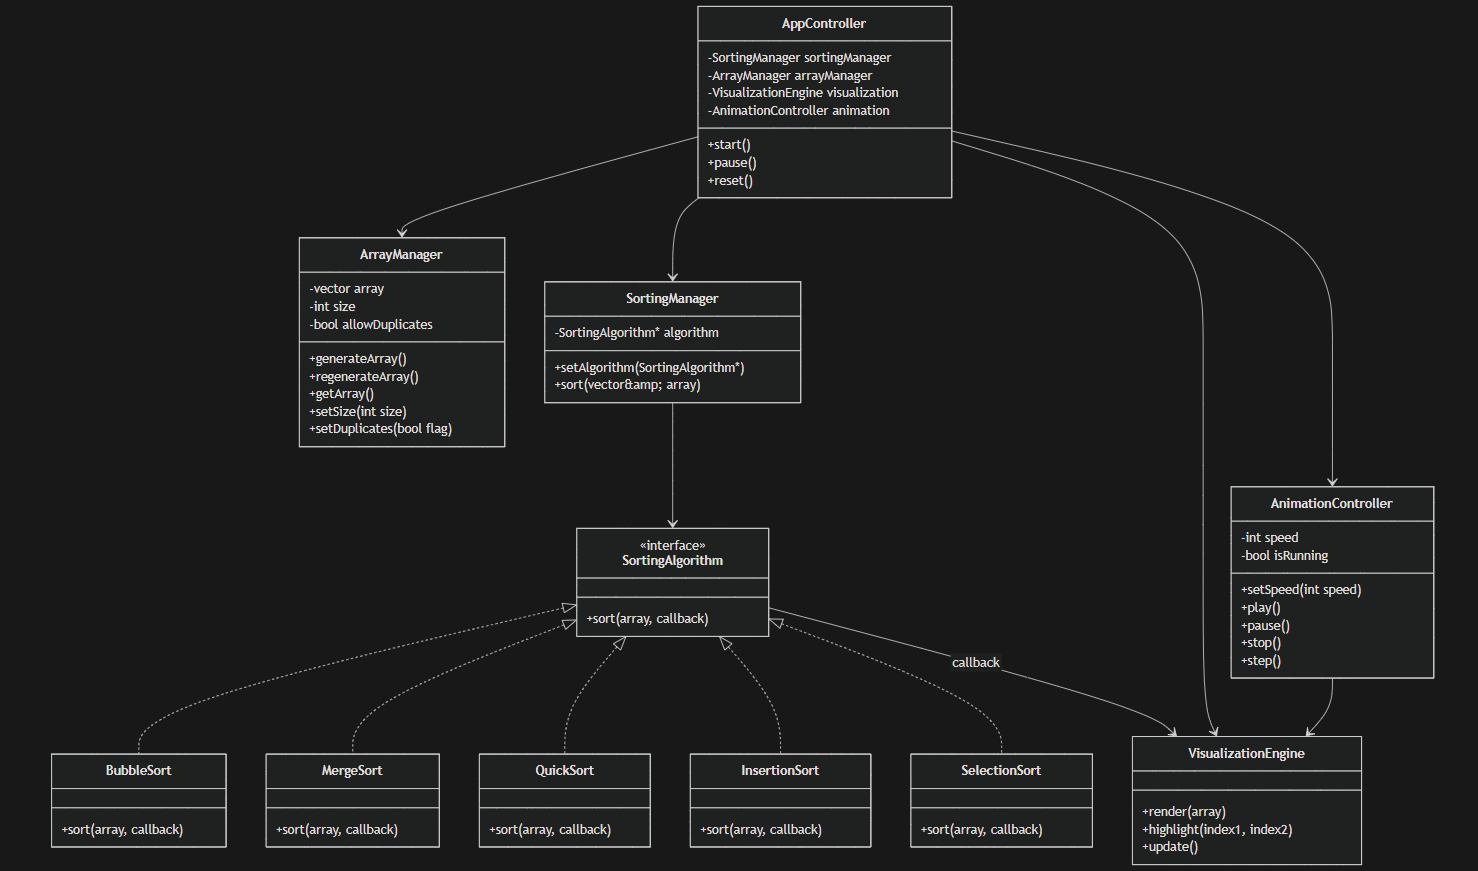 AppController
-SortingManager sortingManager
-ArrayManager arrayManager
-VisualizationEngine visualization
-AnimationController animation
+start()
+pause()
+reset()
ArrayManager
-vector array
-int size
-bool allowDuplicates
+generateArray()
+regenerateArray()
+getArray()
+setSize(int size)
+setDuplicates(bool flag)
SortingManager
-SortingAlgorithm* algorithm
+setAlgorithm(SortingAlgorithm*)
+sort(vector&amp; array)
AnimationController
-int speed
-bool isRunning
+setSpeed(int speed)
+play()
+pause()
+stop()
+step()
«interface»
SortingAlgorithm
+sort(array, callback)
callback
BubbleSort
+sort(array, callback)
MergeSort
+sort(array, callback)
QuickSort
+sort(array, callback)
InsertionSort
+sort(array, callback)
SelectionSort
+sort(array, callback)
VisualizationEngine
+render(array)
+highlight(index1, index2)
+update()